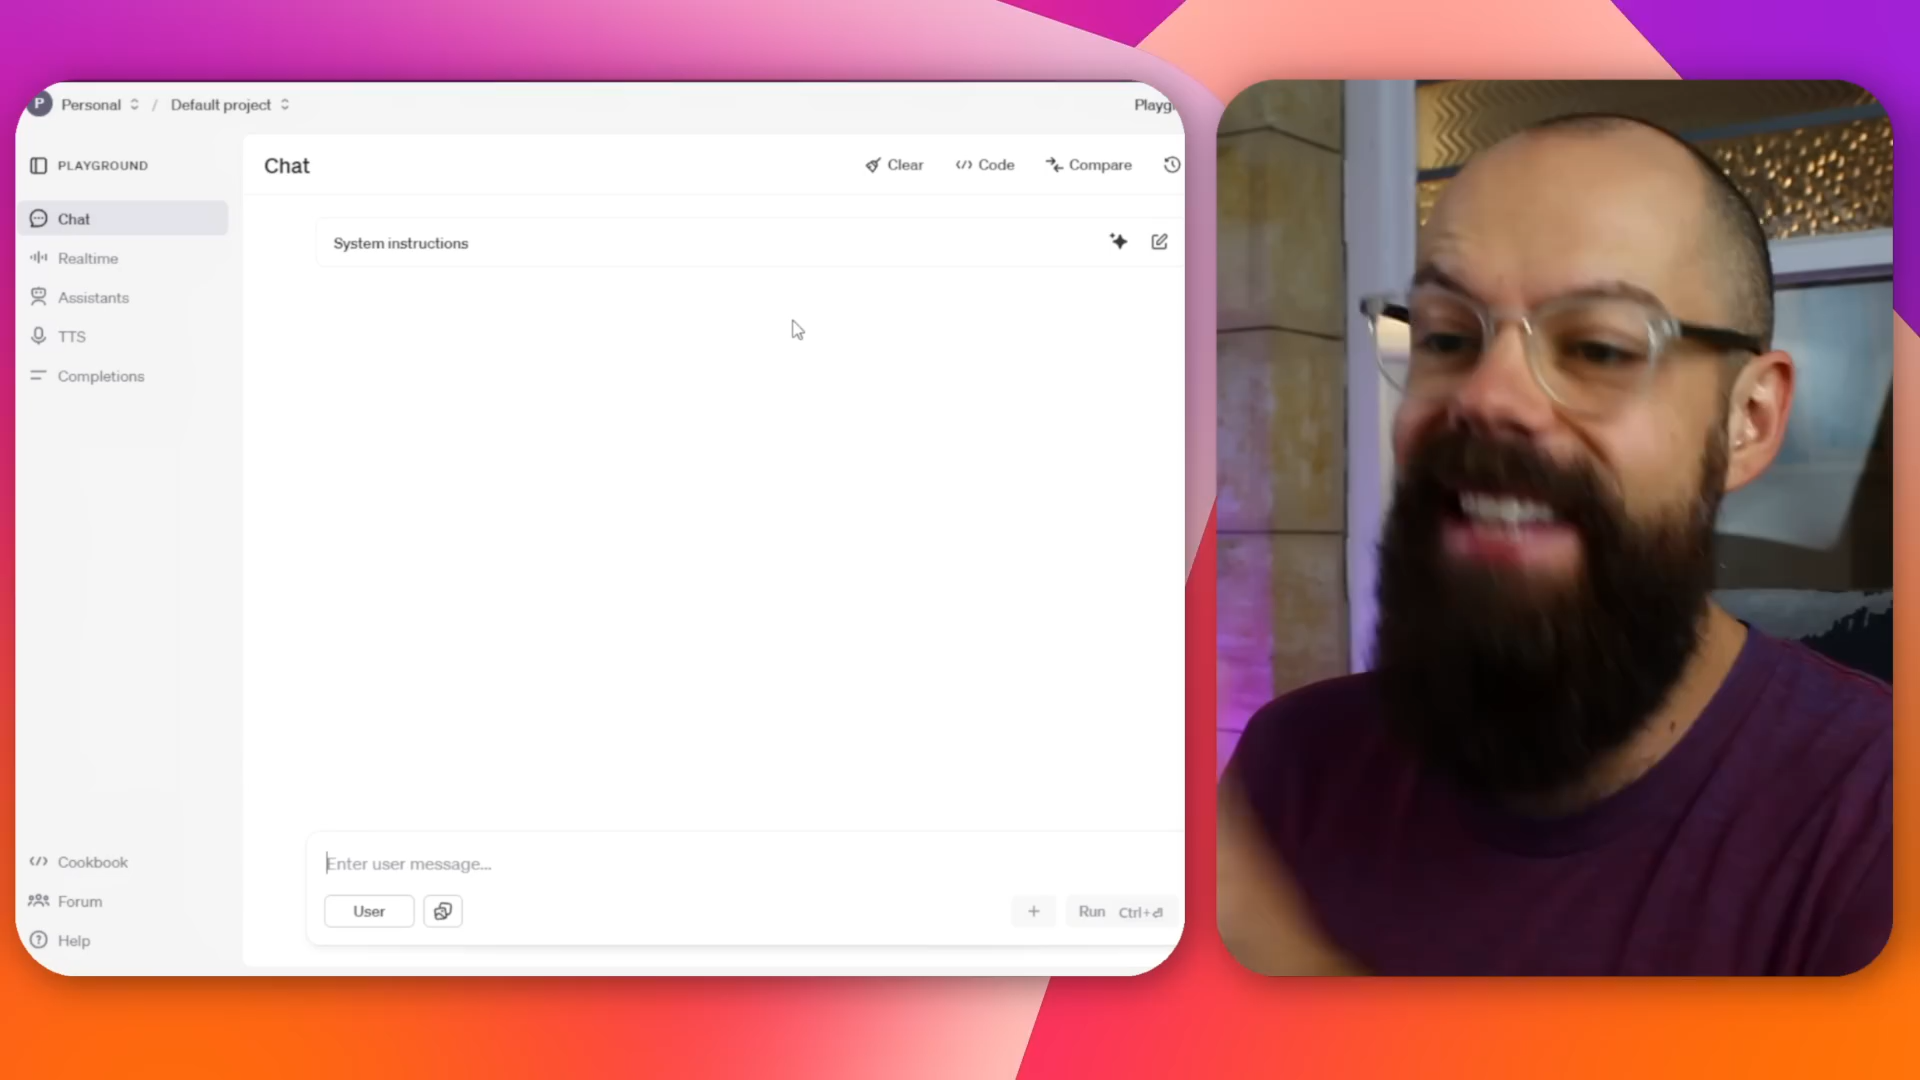 P Personal / Default project
Playg
PLAYGROUND
Chat
Realtime
Assistants
TTS
Completions
Cookbook
Forum
Help
Chat
Clear
Code
Compare
System instructions
Enter user message...
User
+
Run Ctrl+⏎